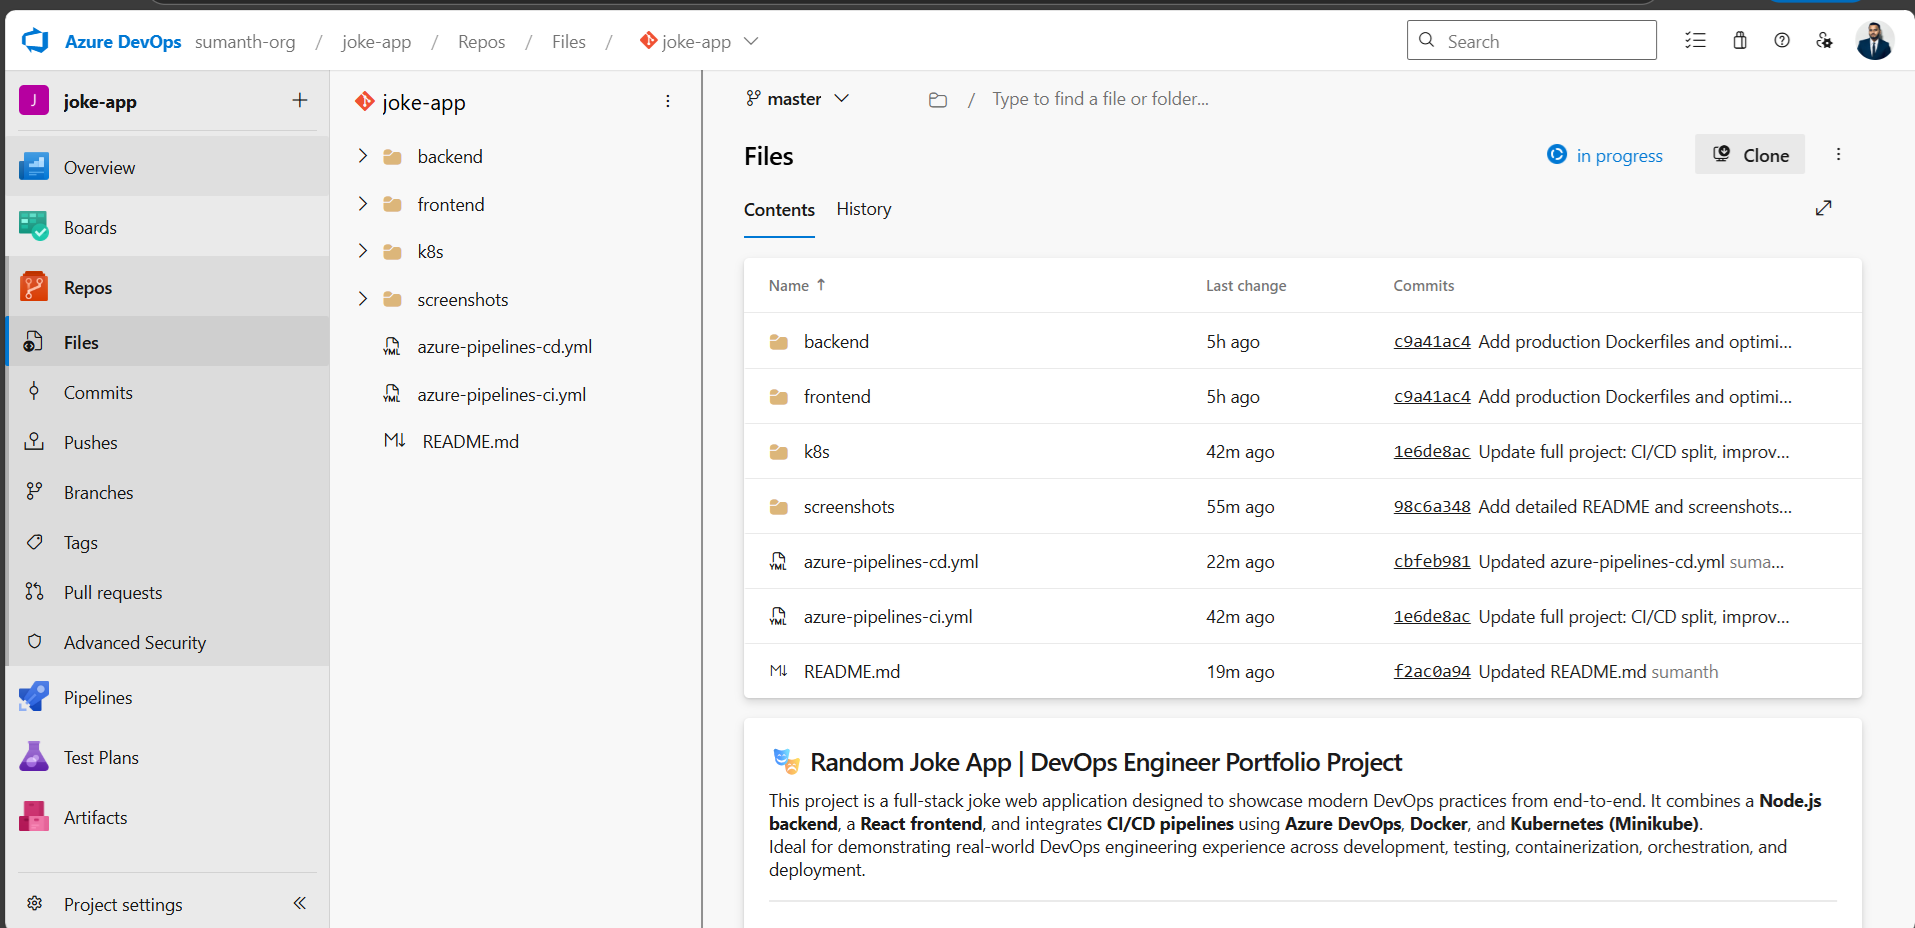 Azure DevOps sumanth-org / joke-app / Repos / Files / joke-app
Search
J joke-app
Overview
Boards
Repos
Files
Commits
Pushes
Branches
Tags
Pull requests
Advanced Security
Pipelines
Test Plans
Artifacts
Project settings
joke-app
backend
frontend
k8s
screenshots
YML azure-pipelines-cd.yml
YML azure-pipelines-ci.yml
M↓ README.md
master / Type to find a file or folder...
Files
in progress Clone
Contents History
Name ↑ Last change Commits
backend 5h ago c9a41ac4 Add production Dockerfiles and optimi...
frontend 5h ago c9a41ac4 Add production Dockerfiles and optimi...
k8s 42m ago 1e6de8ac Update full project: CI/CD split, improv...
screenshots 55m ago 98c6a348 Add detailed README and screenshots...
YML azure-pipelines-cd.yml 22m ago cbfeb981 Updated azure-pipelines-cd.yml suma...
YML azure-pipelines-ci.yml 42m ago 1e6de8ac Update full project: CI/CD split, improv...
M↓ README.md 19m ago f2ac0a94 Updated README.md sumanth
🎭 Random Joke App | DevOps Engineer Portfolio Project
This project is a full-stack joke web application designed to showcase modern DevOps practices from end-to-end. It combines a Node.js
backend, a React frontend, and integrates CI/CD pipelines using Azure DevOps, Docker, and Kubernetes (Minikube).
Ideal for demonstrating real-world DevOps engineering experience across development, testing, containerization, orchestration, and
deployment.